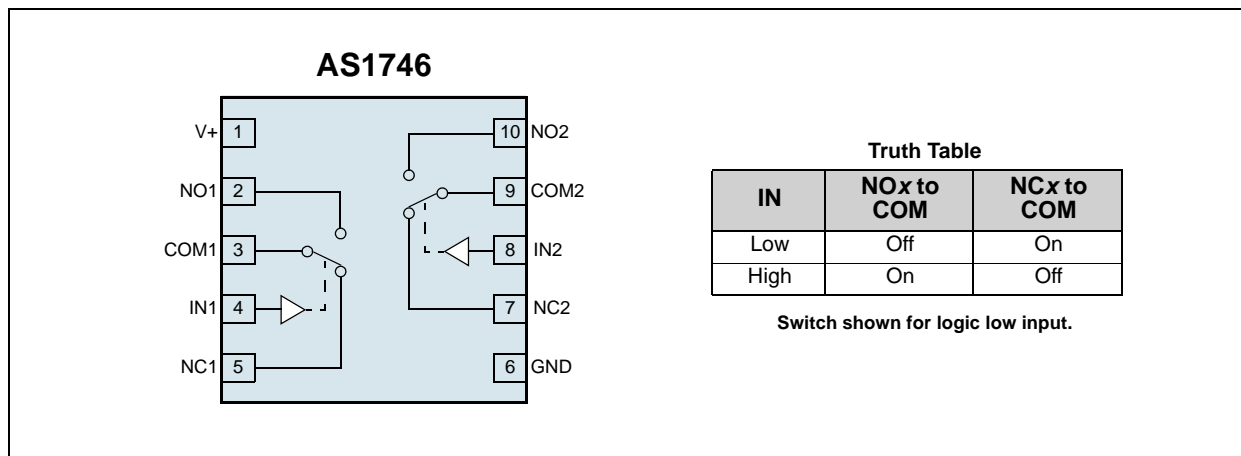 AS1746
V+ 1
NO1 2
COM1 3
IN1 4
NC1 5
10 NO2
9 COM2
8 IN2
7 NC2
6 GND
Truth Table
IN NOx to COM NCx to COM
Low Off On
High On Off
Switch shown for logic low input.